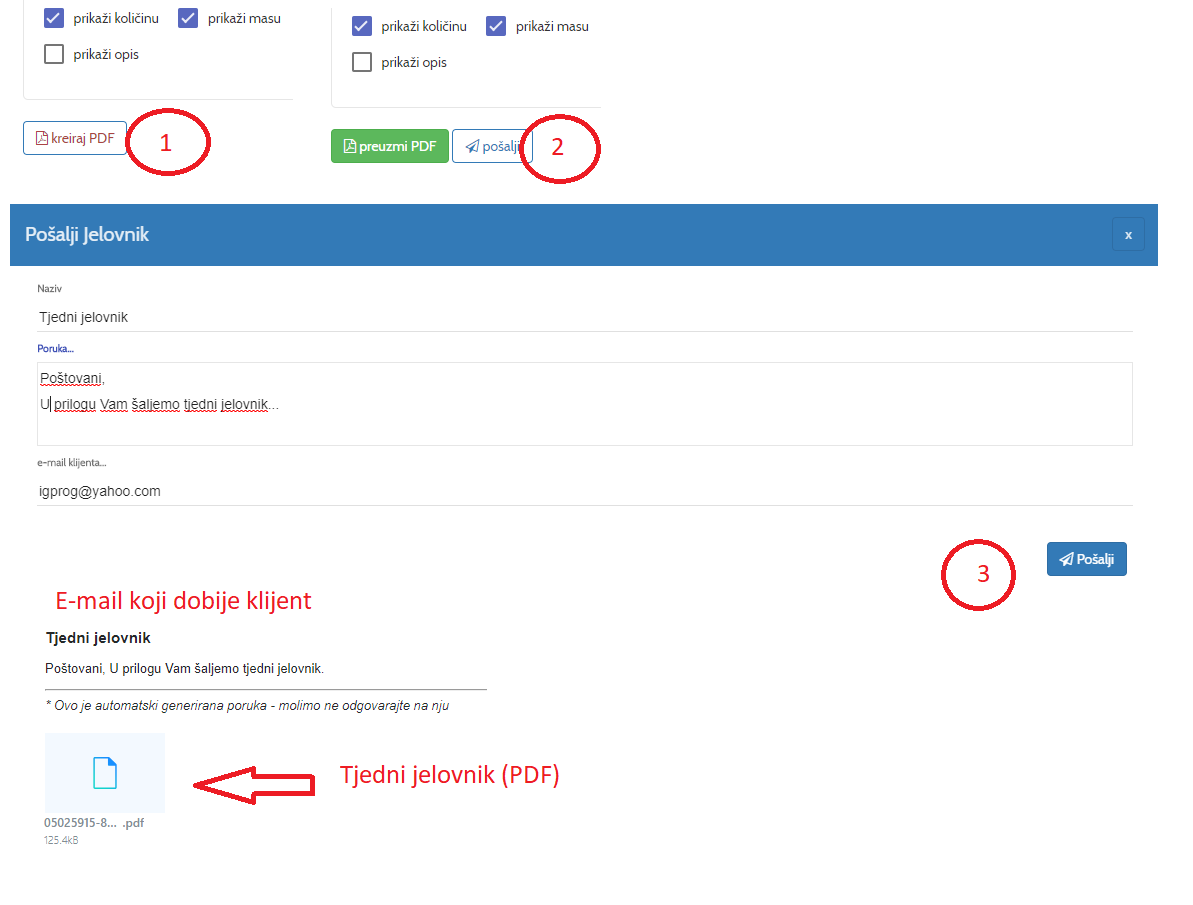 prikaži količinu prikaži masu
prikaži opis
kreiraj PDF
1
prikaži količinu prikaži masu
prikaži opis
preuzmi PDF pošalji
2
Pošalji Jelovnik x
Naziv
Tjedni jelovnik
Poruka...
Poštovani,
U prilogu Vam šaljemo tjedni jelovnik...
e-mail klijenta...
igprog@yahoo.com
3 Pošalji
E-mail koji dobije klijent
Tjedni jelovnik
Poštovani, U prilogu Vam šaljemo tjedni jelovnik.
* Ovo je automatski generirana poruka - molimo ne odgovarajte na nju
Tjedni jelovnik (PDF)
05025915-8... .pdf
125.4kB